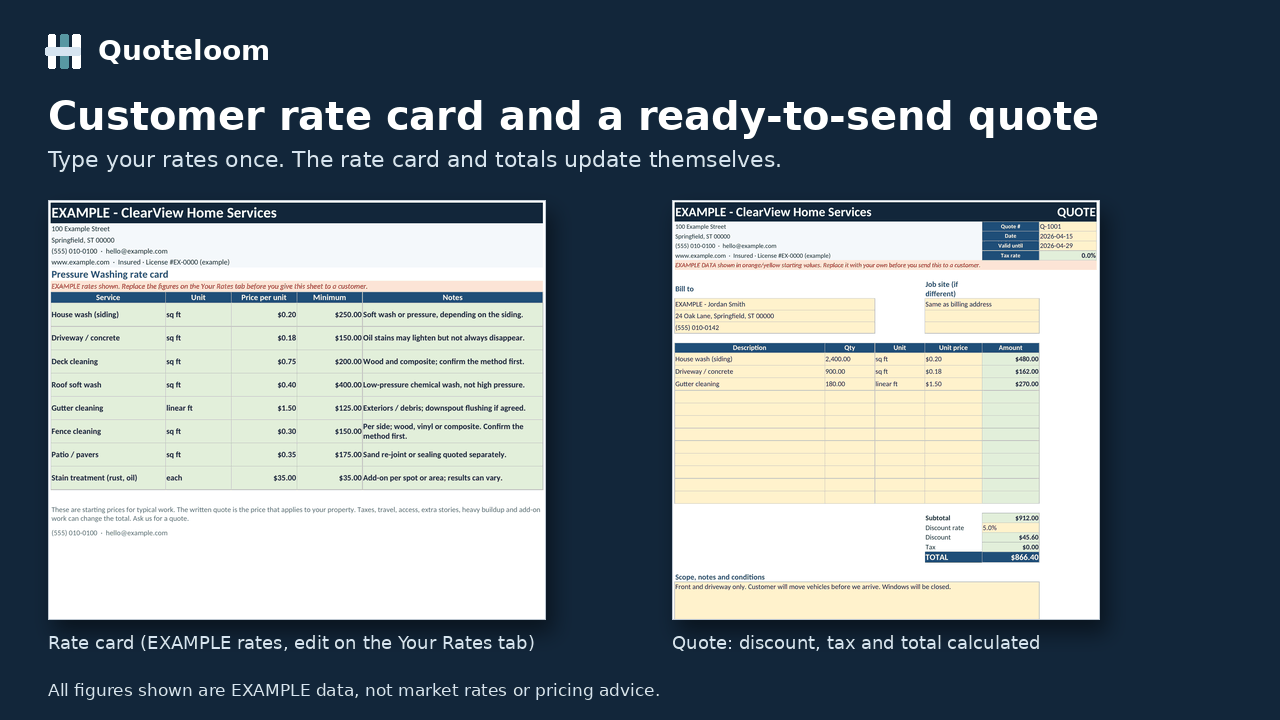 Quoteloom
Customer rate card and a ready-to-send quote
Type your rates once. The rate card and totals update themselves.
EXAMPLE - ClearView Home Services
100 Example Street
Springfield, ST 00000
(555) 010-0100 · hello@example.com
www.example.com · Insured · License #EX-0000 (example)
Pressure Washing rate card
EXAMPLE rates shown. Replace the figures on the Your Rates tab before you give this sheet to a customer.
Service Unit Price per unit Minimum Notes
House wash (siding) sq ft $0.20 $250.00 Soft wash or pressure, depending on the siding.
Driveway / concrete sq ft $0.18 $150.00 Oil stains may lighten but not always disappear.
Deck cleaning sq ft $0.75 $200.00 Wood and composite; confirm the method first.
Roof soft wash sq ft $0.40 $400.00 Low-pressure chemical wash, not high pressure.
Gutter cleaning linear ft $1.50 $125.00 Exteriors / debris; downspout flushing if agreed.
Fence cleaning sq ft $0.30 $150.00 Per side; wood, vinyl or composite. Confirm the
method first.
Patio / pavers sq ft $0.35 $175.00 Sand re-joint or sealing quoted separately.
Stain treatment (rust, oil) each $35.00 $35.00 Add-on per spot or area; results can vary.
These are starting prices for typical work. The written quote is the price that applies to your property. Taxes, travel, access, extra stories, heavy buildup and add-on
work can change the total. Ask us for a quote.
(555) 010-0100 · hello@example.com
EXAMPLE - ClearView Home Services QUOTE
100 Example Street Quote # Q-1001
Springfield, ST 00000 Date 2026-04-15
(555) 010-0100 · hello@example.com Valid until 2026-04-29
www.example.com · Insured · License #EX-0000 (example) Tax rate 0.0%
EXAMPLE DATA shown in orange/yellow starting values. Replace it with your own before you send this to a customer.
Bill to Job site (if
different)
EXAMPLE - Jordan Smith Same as billing address
24 Oak Lane, Springfield, ST 00000
(555) 010-0142
Description Qty Unit Unit price Amount
House wash (siding) 2,400.00 sq ft $0.20 $480.00
Driveway / concrete 900.00 sq ft $0.18 $162.00
Gutter cleaning 180.00 linear ft $1.50 $270.00
Subtotal $912.00
Discount rate 5.0%
Discount $45.60
Tax $0.00
TOTAL $866.40
Scope, notes and conditions
Front and driveway only. Customer will move vehicles before we arrive. Windows will be closed.
Rate card (EXAMPLE rates, edit on the Your Rates tab)
Quote: discount, tax and total calculated
All figures shown are EXAMPLE data, not market rates or pricing advice.